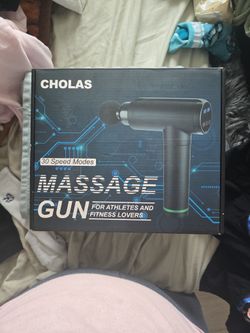 CHOLAS
30 Speed Modes
MASSAGE
GUN
FOR ATHLETES AND
FITNESS LOVERS